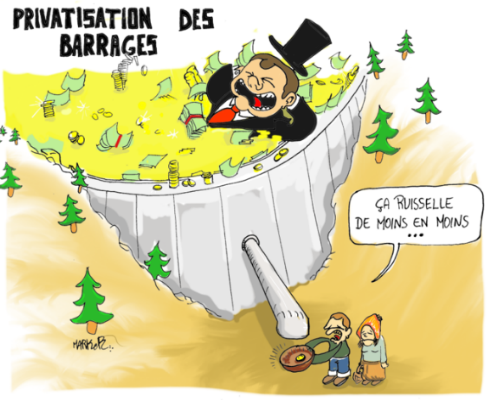 PRIVATISATION DES
BARRAGES
ÇA RUISSELLE
DE MOINS EN MOINS
...